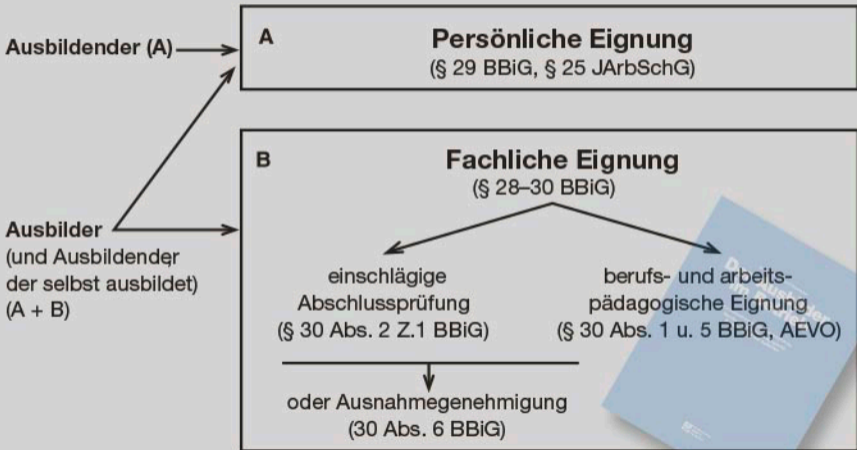 Ausbildender (A)
A
Persönliche Eignung
(§ 29 BBiG, § 25 JArbSchG)
Ausbilder
(und Ausbildender
der selbst ausbildet)
(A + B)
B
Fachliche Eignung
(§ 28–30 BBiG)
einschlägige
Abschlussprüfung
(§ 30 Abs. 2 Z.1 BBiG)
berufs- und arbeits-
pädagogische Eignung
(§ 30 Abs. 1 u. 5 BBiG, AEVO)
oder Ausnahmegenehmigung
(30 Abs. 6 BBiG)